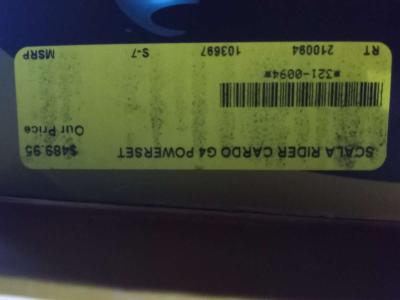 SCALA RIDER CARDO G4 POWERSET
$489.95
Our Price
*321-0094*
RT 210094 103697 S-7 MSRP